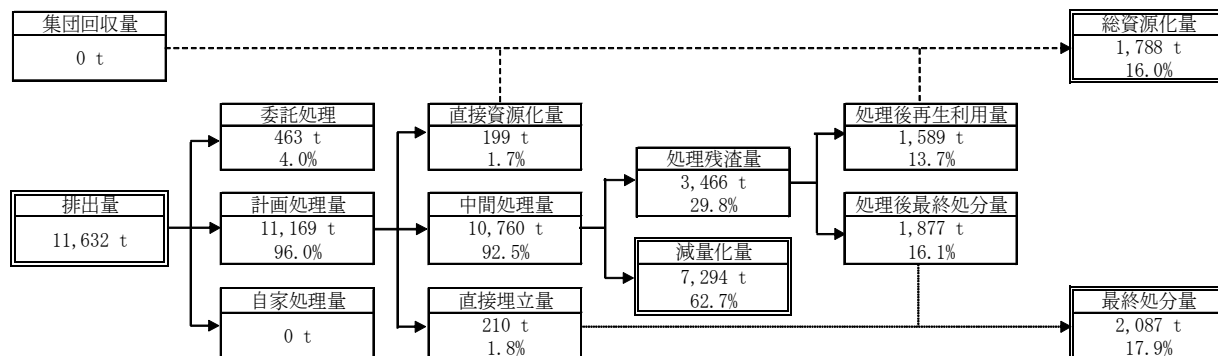 集団回収量
0 t
総資源化量
1,788 t
16.0%
委託処理
463 t
4.0%
直接資源化量
199 t
1.7%
処理後再生利用量
1,589 t
13.7%
処理残渣量
3,466 t
29.8%
排出量
11,632 t
計画処理量
11,169 t
96.0%
中間処理量
10,760 t
92.5%
処理後最終処分量
1,877 t
16.1%
減量化量
7,294 t
62.7%
自家処理量
0 t
直接埋立量
210 t
1.8%
最終処分量
2,087 t
17.9%